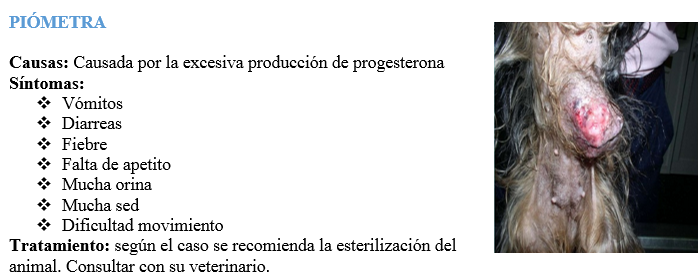 PIÓMETRA
Causas: Causada por la excesiva producción de progesterona
Síntomas:
❖ Vómitos
❖ Diarreas
❖ Fiebre
❖ Falta de apetito
❖ Mucha orina
❖ Mucha sed
❖ Dificultad movimiento
Tratamiento: según el caso se recomienda la esterilización del
animal. Consultar con su veterinario.